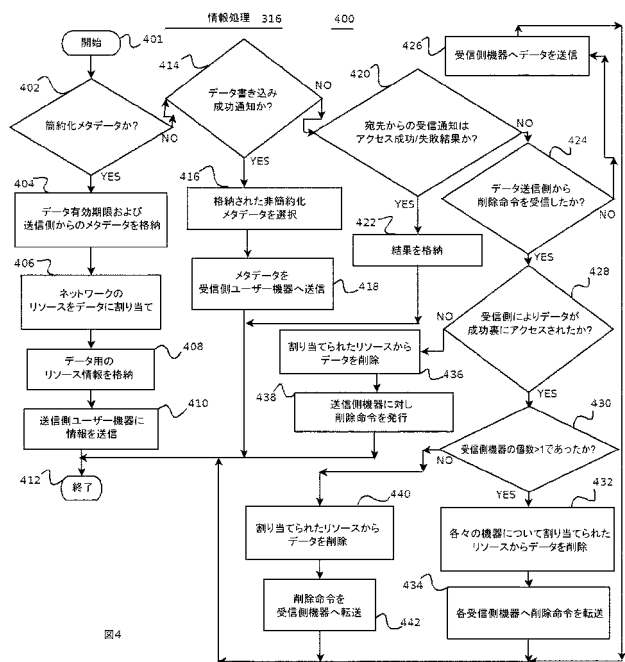 情報処理 316 400
開始 401
402
簡約化メタデータか?
NO
YES
404
データ有効期限および
送信側からのメタデータを格納
406
ネットワークの
リソースをデータに割り当て
408
データ用の
リソース情報を格納
410
送信側ユーザー機器に
情報を送信
412
終了
414
データ書き込み
成功通知か?
NO
YES
416
格納された非簡約化
メタデータを選択
メタデータを
受信側ユーザー機器へ送信
418
420
宛先からの受信通知は
アクセス成功/失敗結果か?
NO
YES
422
結果を格納
424
データ送信側から
削除命令を受信したか?
NO
YES
426
受信側機器へデータを送信
428
受信側によりデータが
成功裏にアクセスされたか?
NO
YES
430
受信側機器の個数>1であったか?
NO
YES
432
各々の機器について割り当てられた
リソースからデータを削除
434
各受信側機器へ削除命令を転送
割り当てられたリソースから
データを削除
436
438
送信側機器に対し
削除命令を発行
440
割り当てられたリソースから
データを削除
削除命令を
受信側機器へ転送
442
図4